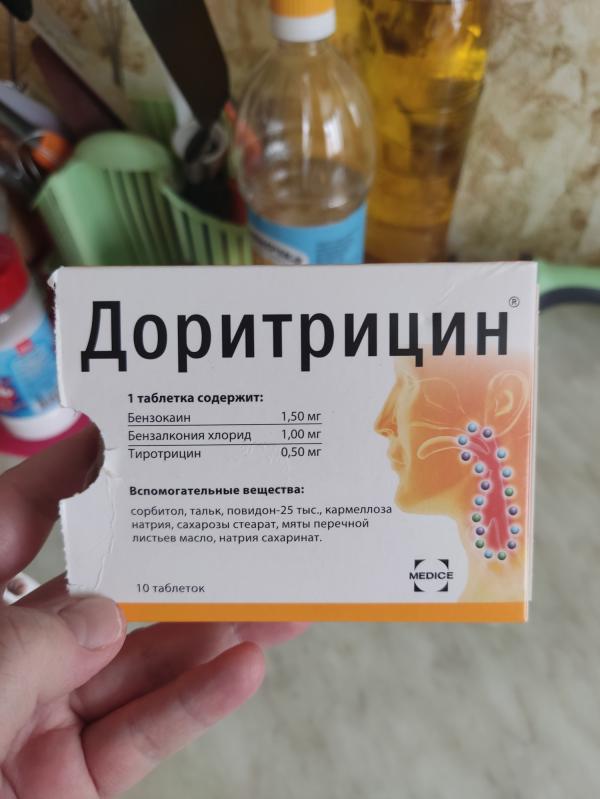 Доритрицин®
1 таблетка содержит:
Бензокаин 1,50 мг
Бензалкония хлорид 1,00 мг
Тиротрицин 0,50 мг
Вспомогательные вещества:
сорбитол, тальк, повидон-25 тыс., кармеллоза
натрия, сахарозы стеарат, мяты перечной
листьев масло, натрия сахаринат.
MEDICE
10 таблеток